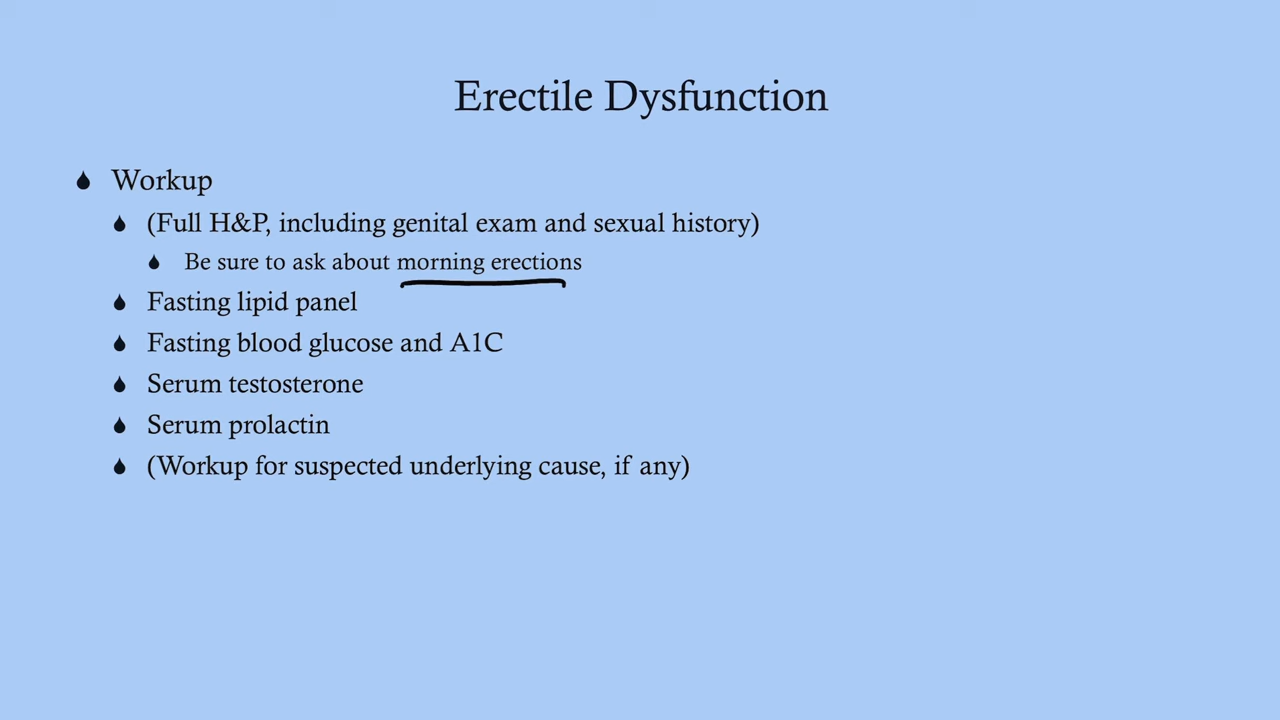 Erectile Dysfunction
Workup
(Full H&P, including genital exam and sexual history)
Be sure to ask about morning erections
Fasting lipid panel
Fasting blood glucose and A1C
Serum testosterone
Serum prolactin
(Workup for suspected underlying cause, if any)